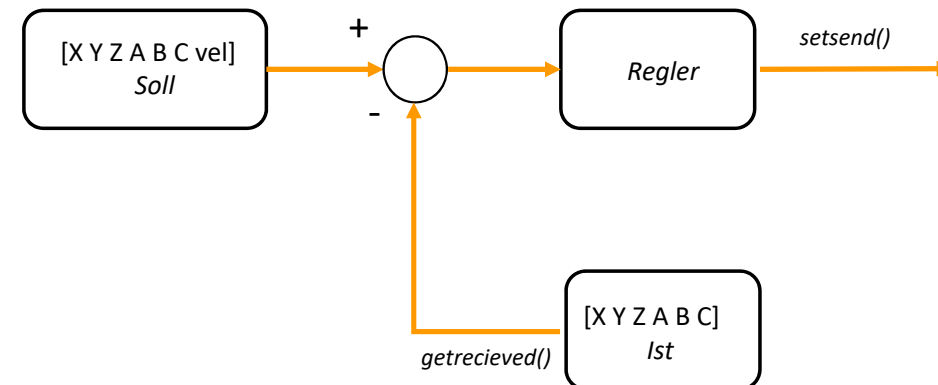 [X Y Z A B C vel]
Soll
+
-
Regler
setsend()
[X Y Z A B C]
Ist
getrecieved()